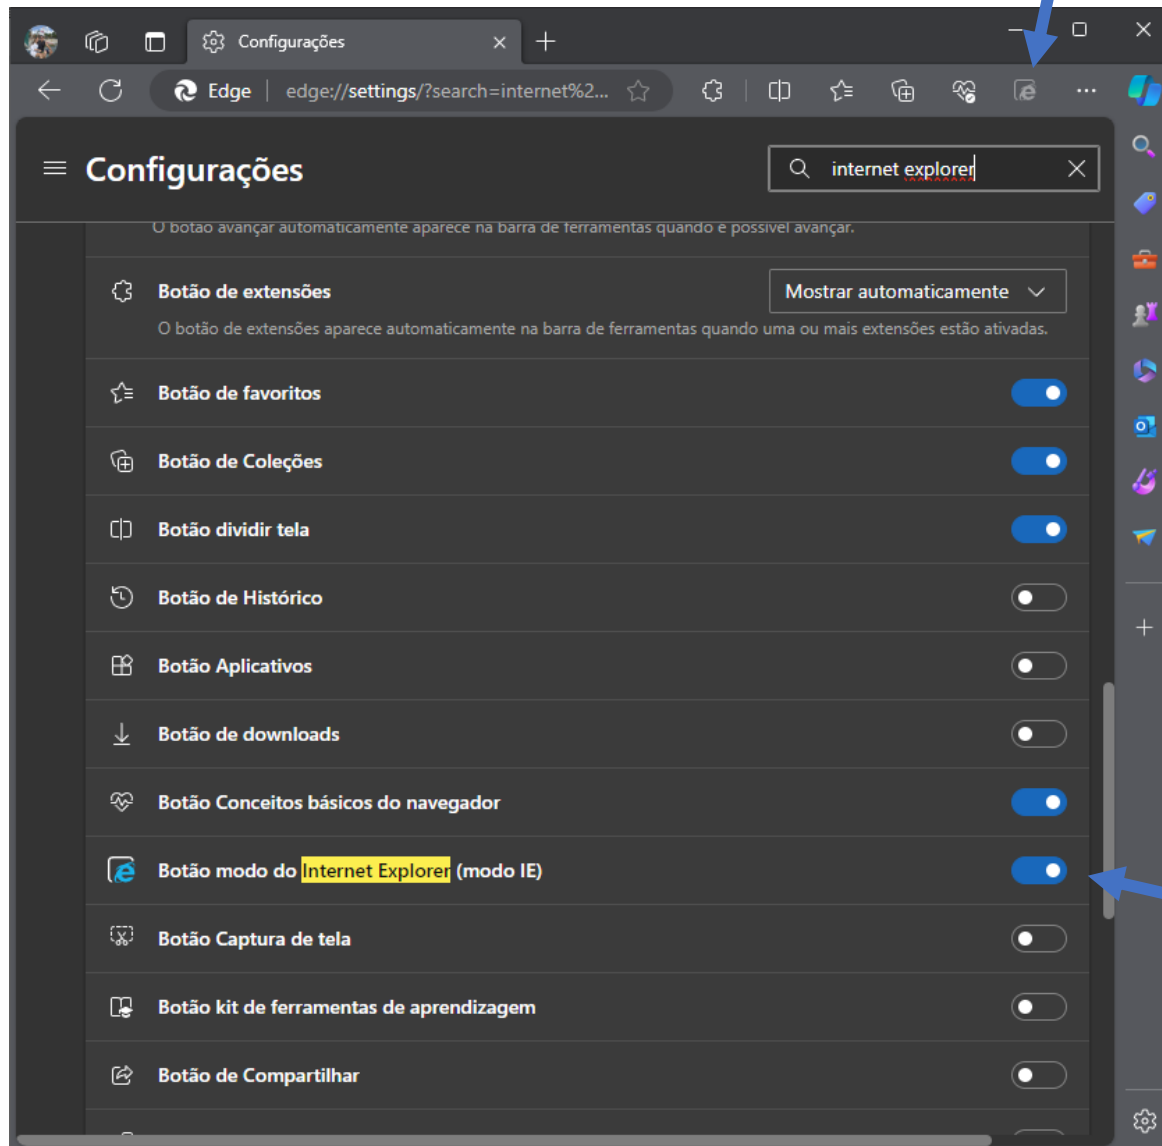 Configurações
Edge edge://settings/?search=internet%2...
Configurações
internet explorer
O botão avançar automaticamente aparece na barra de ferramentas quando é possível avançar.
Botão de extensões
Mostrar automaticamente
O botão de extensões aparece automaticamente na barra de ferramentas quando uma ou mais extensões estão ativadas.
Botão de favoritos
Botão de Coleções
Botão dividir tela
Botão de Histórico
Botão Aplicativos
Botão de downloads
Botão Conceitos básicos do navegador
Botão modo do Internet Explorer (modo IE)
Botão Captura de tela
Botão kit de ferramentas de aprendizagem
Botão de Compartilhar